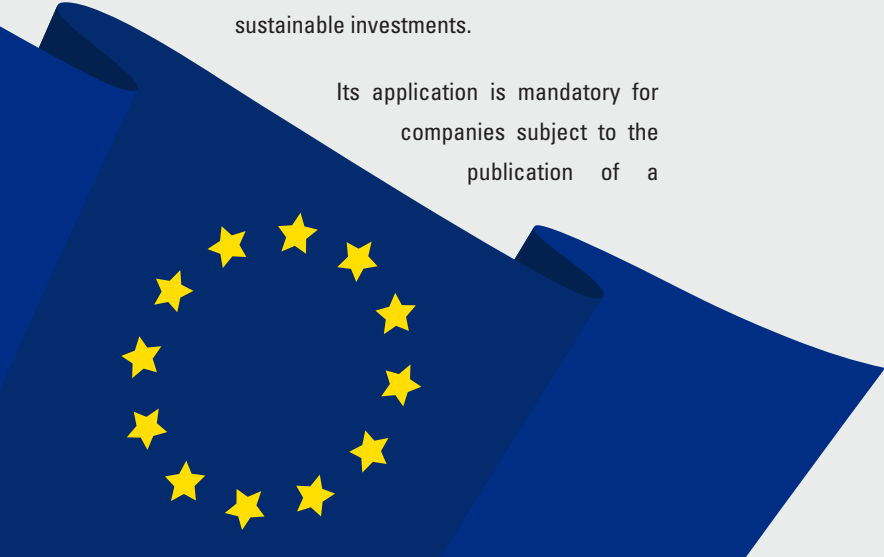 sustainable investments.
Its application is mandatory for
companies subject to the
publication of a